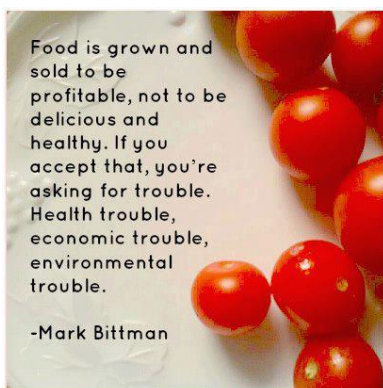 Food is grown and
sold to be
profitable, not to be
delicious and
healthy. If you
accept that, you're
asking for trouble.
Health trouble,
economic trouble,
environmental
trouble.
-Mark Bittman